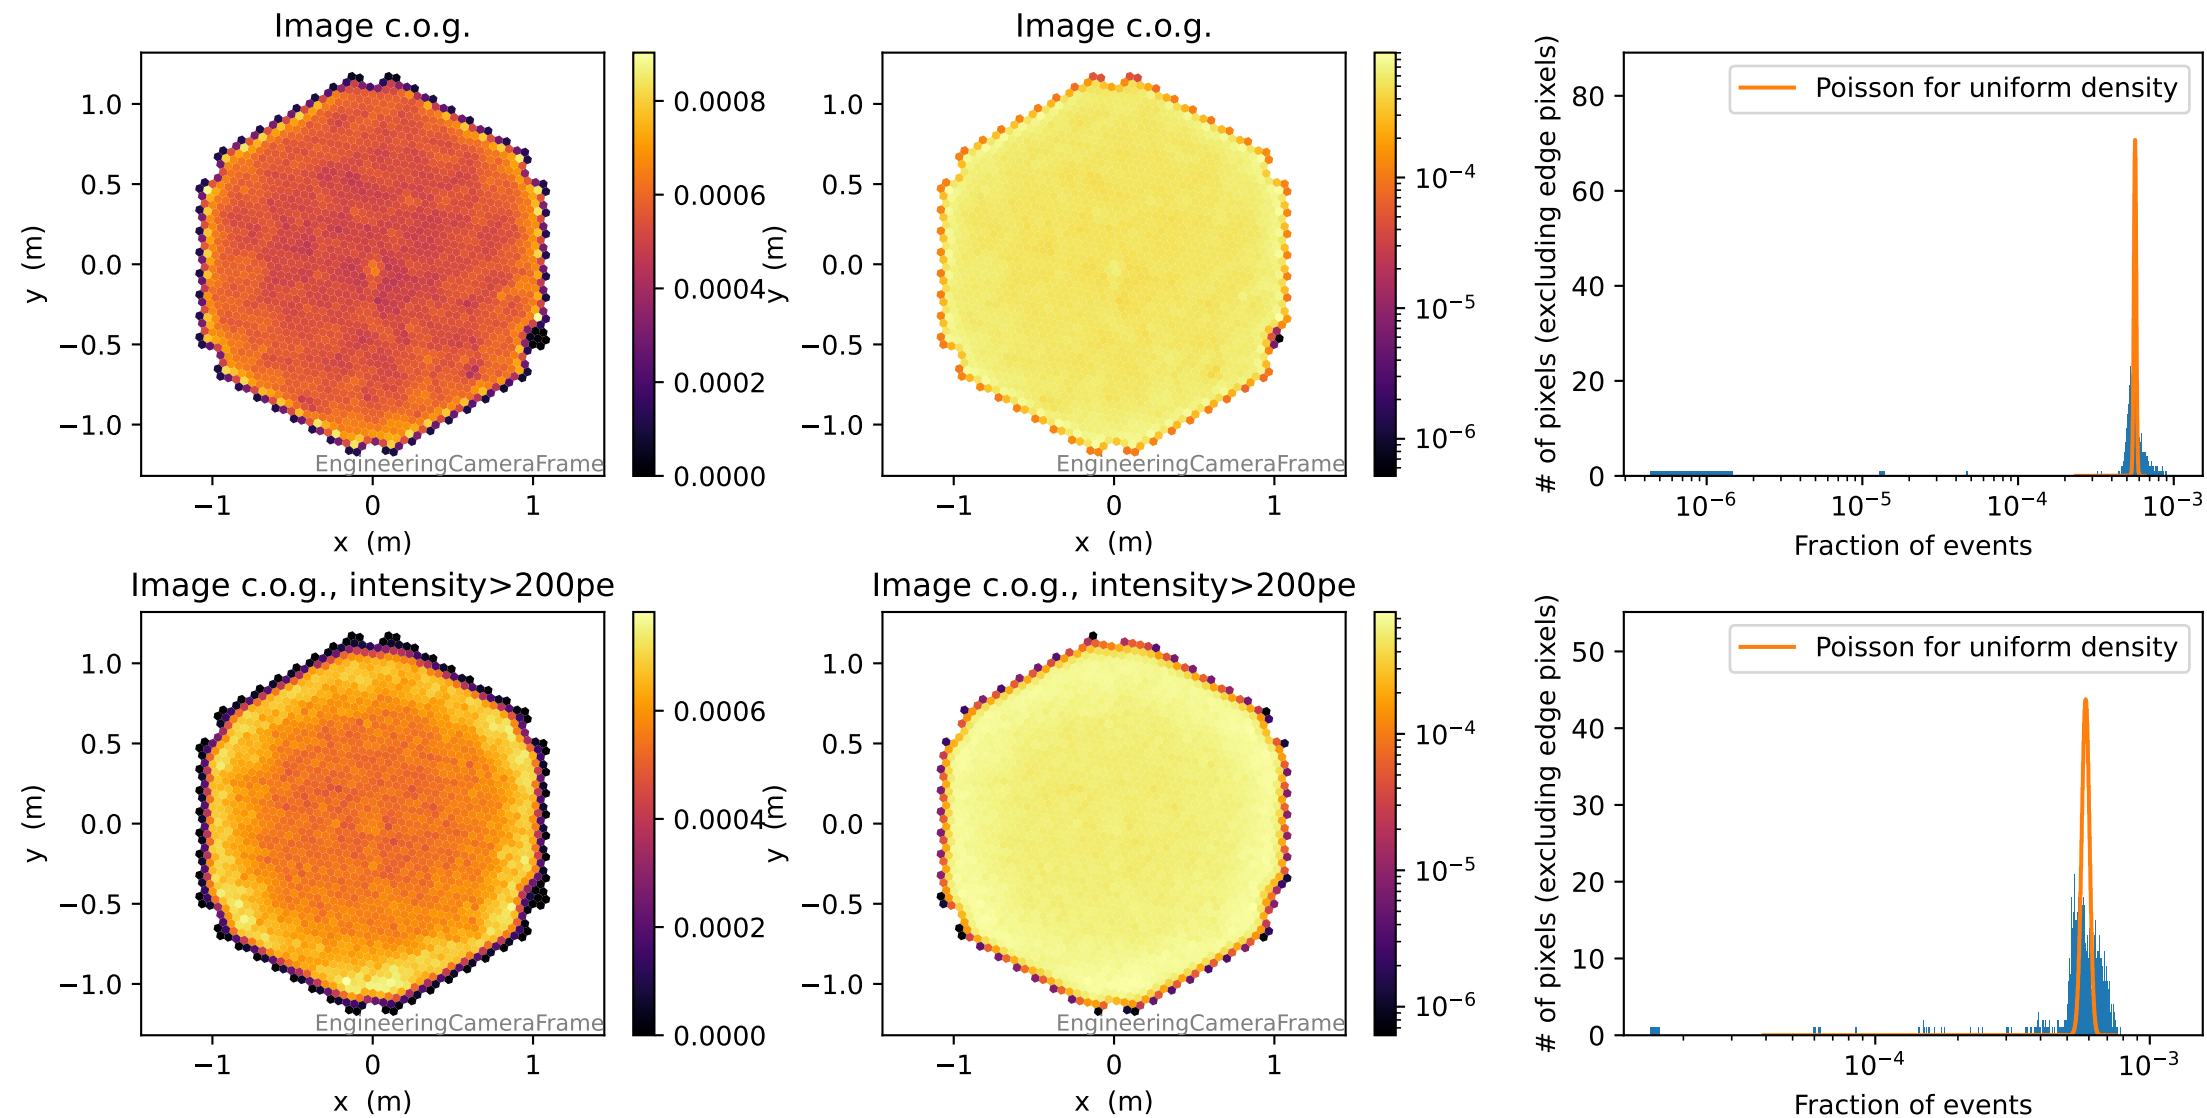 Image c.o.g.
1.0
0.5
0.0
−0.5
−1.0
y (m)
−1
0
1
x (m)
EngineeringCameraFrame
0.0008
0.0006
0.0004
0.0002
0.0000
Image c.o.g.
1.0
0.5
0.0
−0.5
−1.0
y (m)
−1
0
1
x (m)
EngineeringCameraFrame
10⁻⁴
10⁻⁵
10⁻⁶
# of pixels (excluding edge pixels)
80
60
40
20
0
Poisson for uniform density
10⁻⁶
10⁻⁵
10⁻⁴
10⁻³
Fraction of events
Image c.o.g., intensity>200pe
1.0
0.5
0.0
−0.5
−1.0
y (m)
−1
0
1
x (m)
EngineeringCameraFrame
0.0006
0.0004
0.0002
0.0000
Image c.o.g., intensity>200pe
1.0
0.5
0.0
−0.5
−1.0
y (m)
−1
0
1
x (m)
EngineeringCameraFrame
10⁻⁴
10⁻⁵
10⁻⁶
# of pixels (excluding edge pixels)
50
40
30
20
10
0
Poisson for uniform density
10⁻⁴
10⁻³
Fraction of events